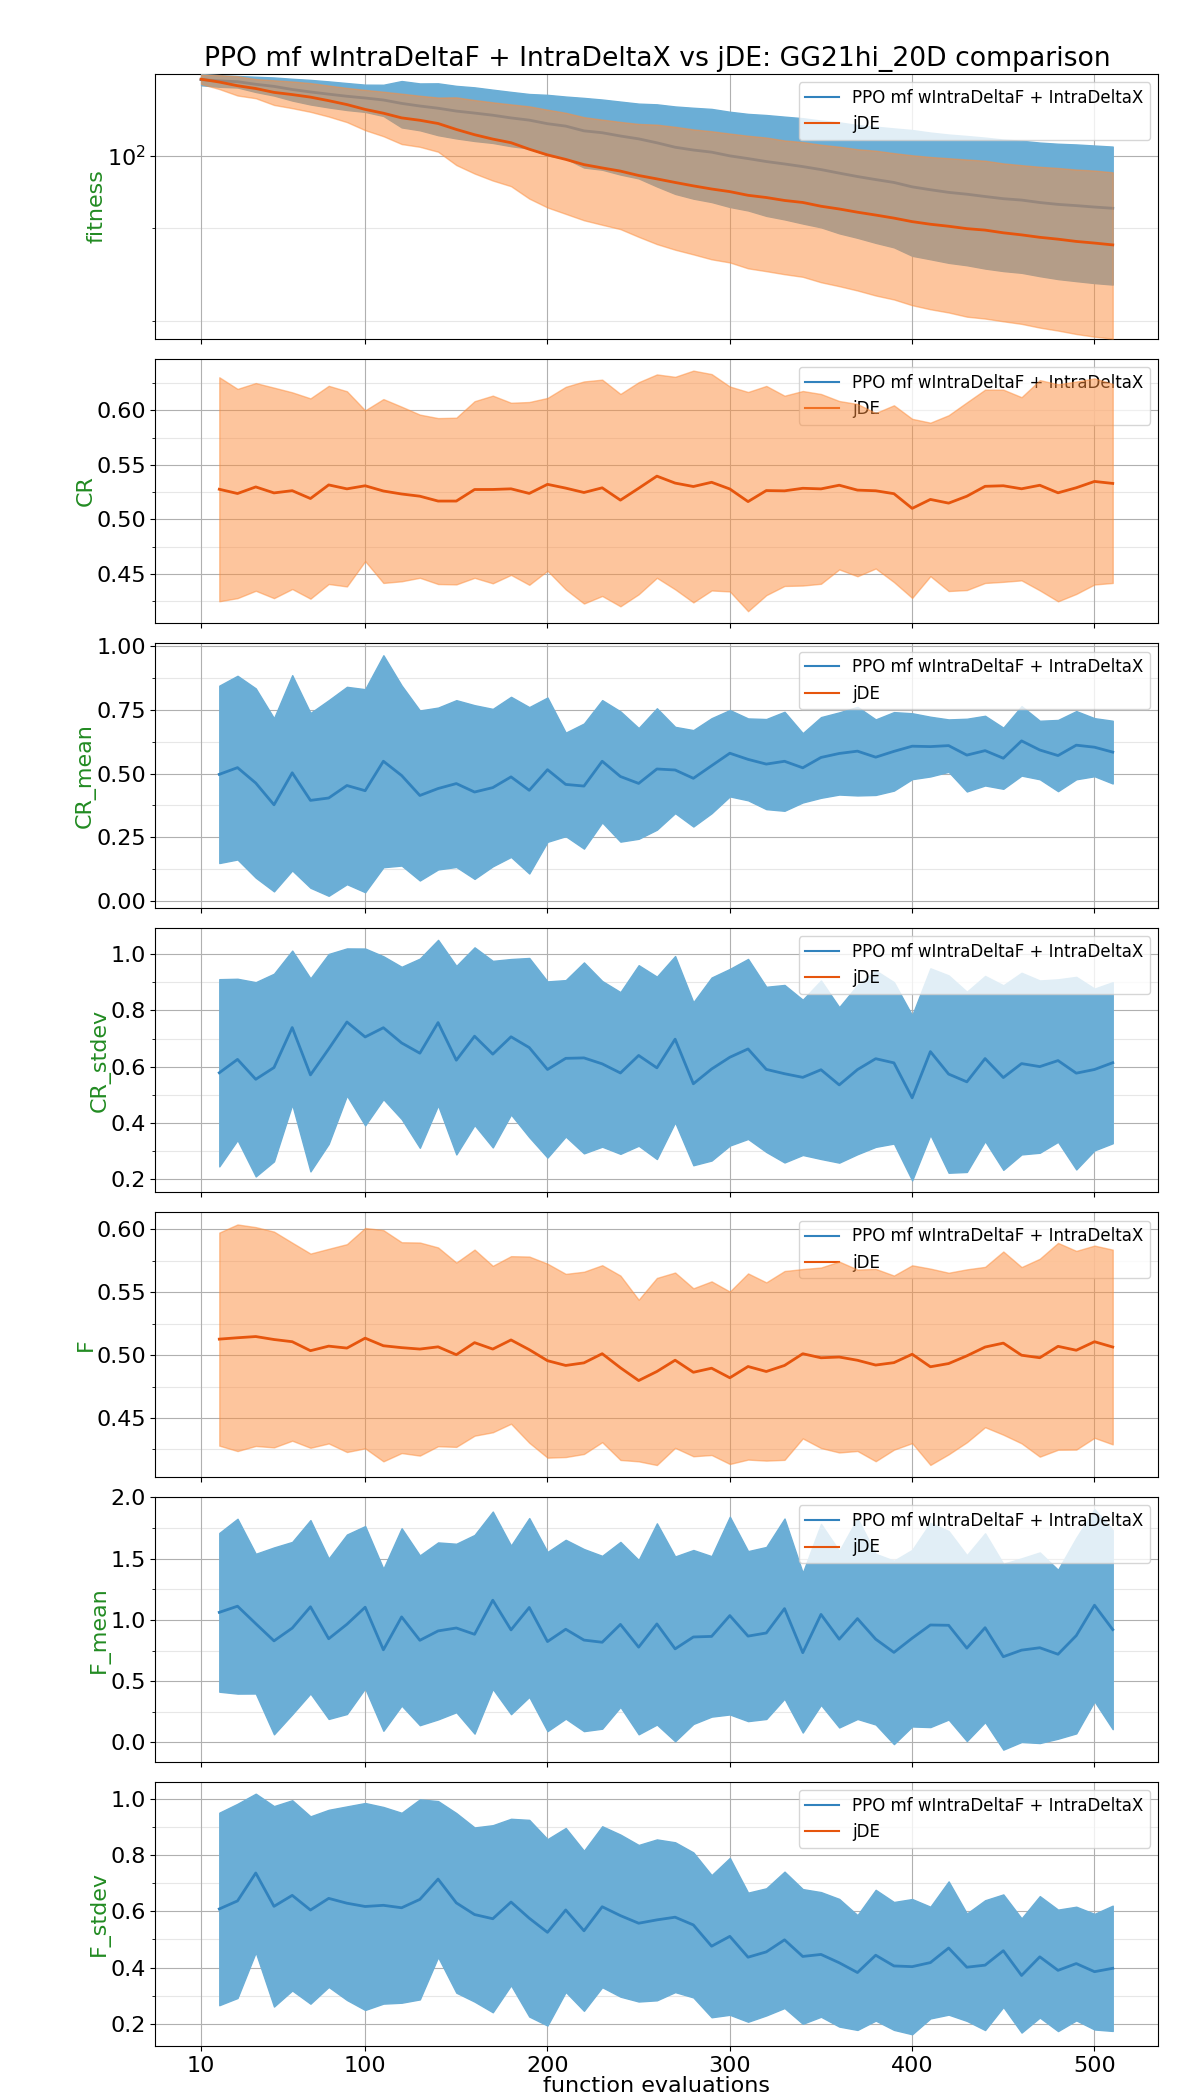 PPO mf wIntraDeltaF + IntraDeltaX vs jDE: GG21hi_20D comparison
10²
fitness
PPO mf wIntraDeltaF + IntraDeltaX
jDE
0.60
0.55
0.50
0.45
CR
PPO mf wIntraDeltaF + IntraDeltaX
jDE
1.00
0.75
0.50
0.25
0.00
CR_mean
PPO mf wIntraDeltaF + IntraDeltaX
jDE
1.0
0.8
0.6
0.4
0.2
CR_stdev
PPO mf wIntraDeltaF + IntraDeltaX
jDE
0.60
0.55
0.50
0.45
F
PPO mf wIntraDeltaF + IntraDeltaX
jDE
2.0
1.5
1.0
0.5
0.0
F_mean
PPO mf wIntraDeltaF + IntraDeltaX
jDE
1.0
0.8
0.6
0.4
0.2
F_stdev
PPO mf wIntraDeltaF + IntraDeltaX
jDE
10 100 200 300 400 500
function evaluations